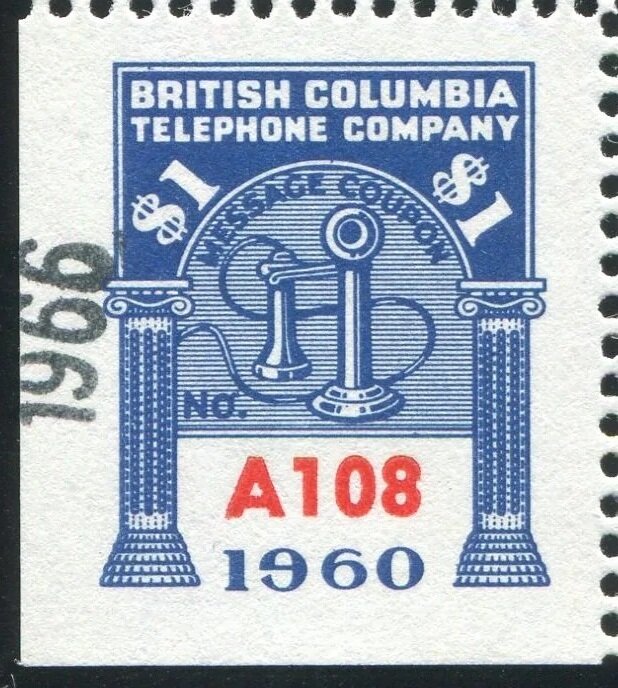 BRITISH COLUMBIA
TELEPHONE COMPANY
$1 $1
MESSAGE COUPON
NO.
A108
1960
1966